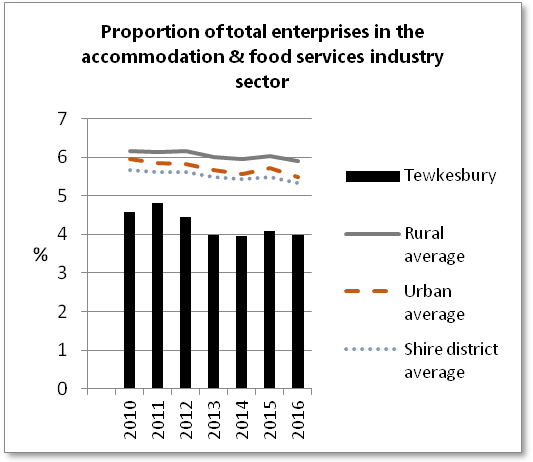 Proportion of total enterprises in the
accommodation & food services industry
sector
7
6
5
4
3
2
1
0
%
2010
2011
2012
2013
2014
2015
2016
Tewkesbury
Rural
average
Urban
average
Shire district
average